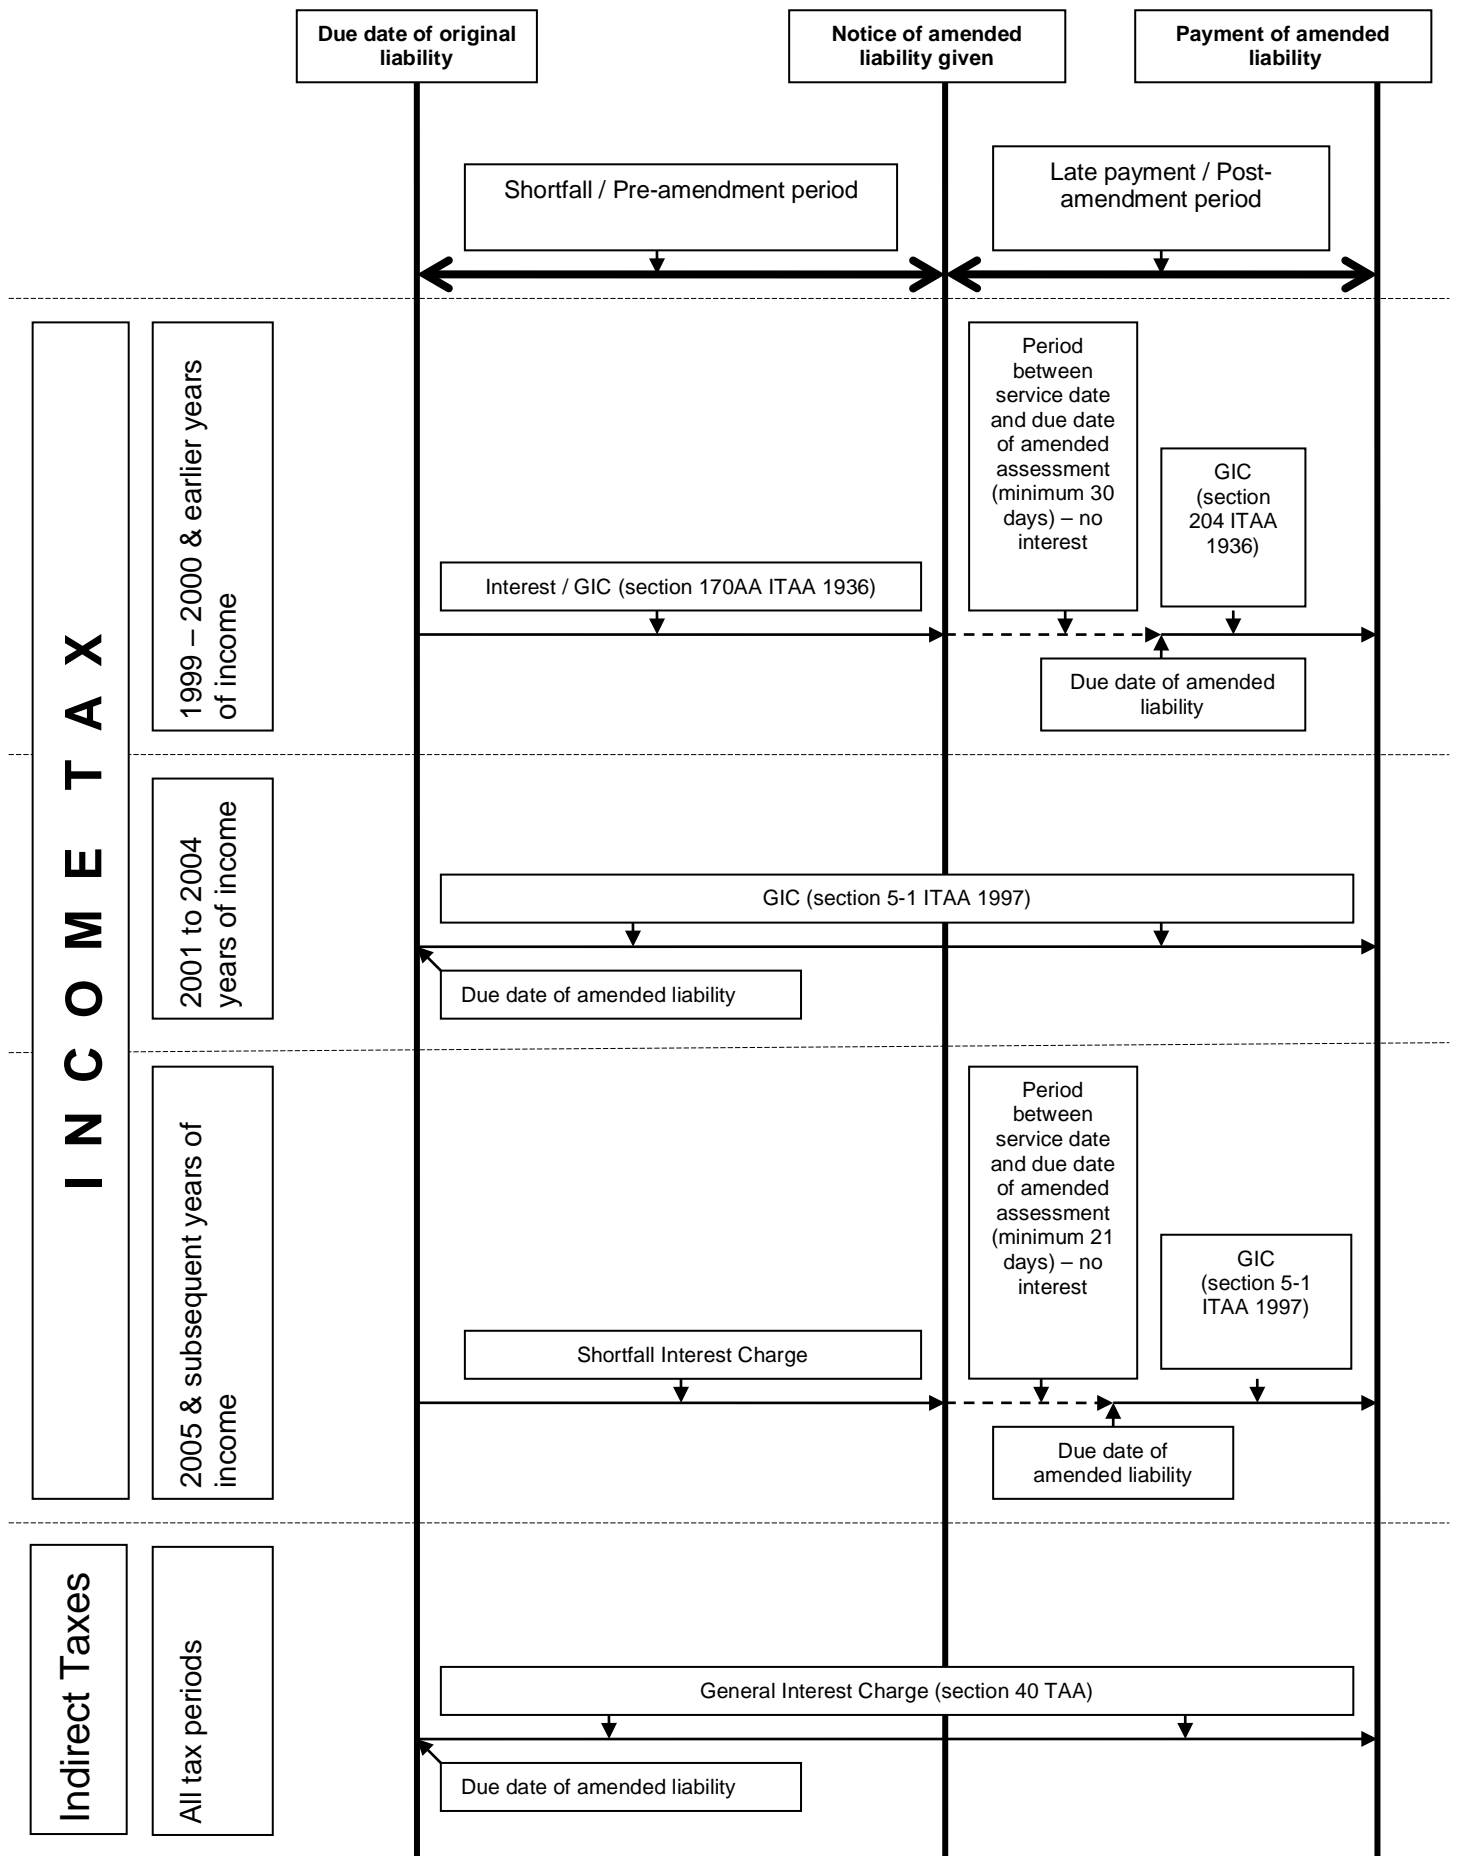 Due date of original
liability
Notice of amended
liability given
Payment of amended
liability
Shortfall / Pre-amendment period
Late payment / Post-
amendment period
INCOME TAX
1999 – 2000 & earlier years
of income
Interest / GIC (section 170AA ITAA 1936)
Period
between
service date
and due date
of amended
assessment
(minimum 30
days) – no
interest
GIC
(section
204 ITAA
1936)
Due date of amended
liability
2001 to 2004
years of income
GIC (section 5-1 ITAA 1997)
Due date of amended liability
2005 & subsequent years of
income
Shortfall Interest Charge
Period
between
service date
and due date
of amended
assessment
(minimum 21
days) – no
interest
GIC
(section 5-1
ITAA 1997)
Due date of
amended liability
Indirect Taxes
All tax periods
General Interest Charge (section 40 TAA)
Due date of amended liability